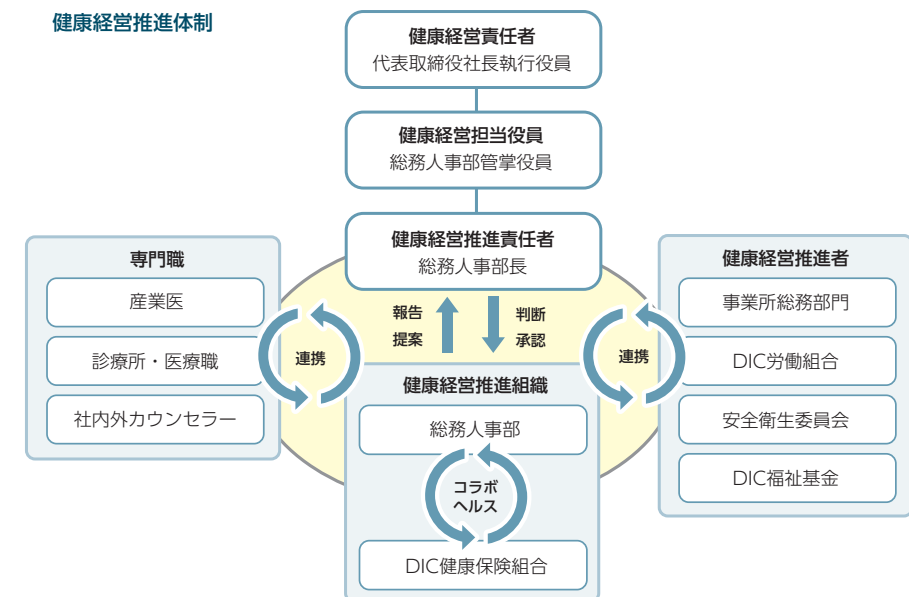 健康経営推進体制
健康経営責任者
代表取締役社長執行役員
健康経営担当役員
総務人事部管掌役員
健康経営推進責任者
総務人事部長
専門職
産業医
診療所・医療職
社内外カウンセラー
連携
報告
提案
判断
承認
連携
健康経営推進組織
総務人事部
コラボ
ヘルス
DIC健康保険組合
健康経営推進者
事業所総務部門
DIC労働組合
安全衛生委員会
DIC福祉基金